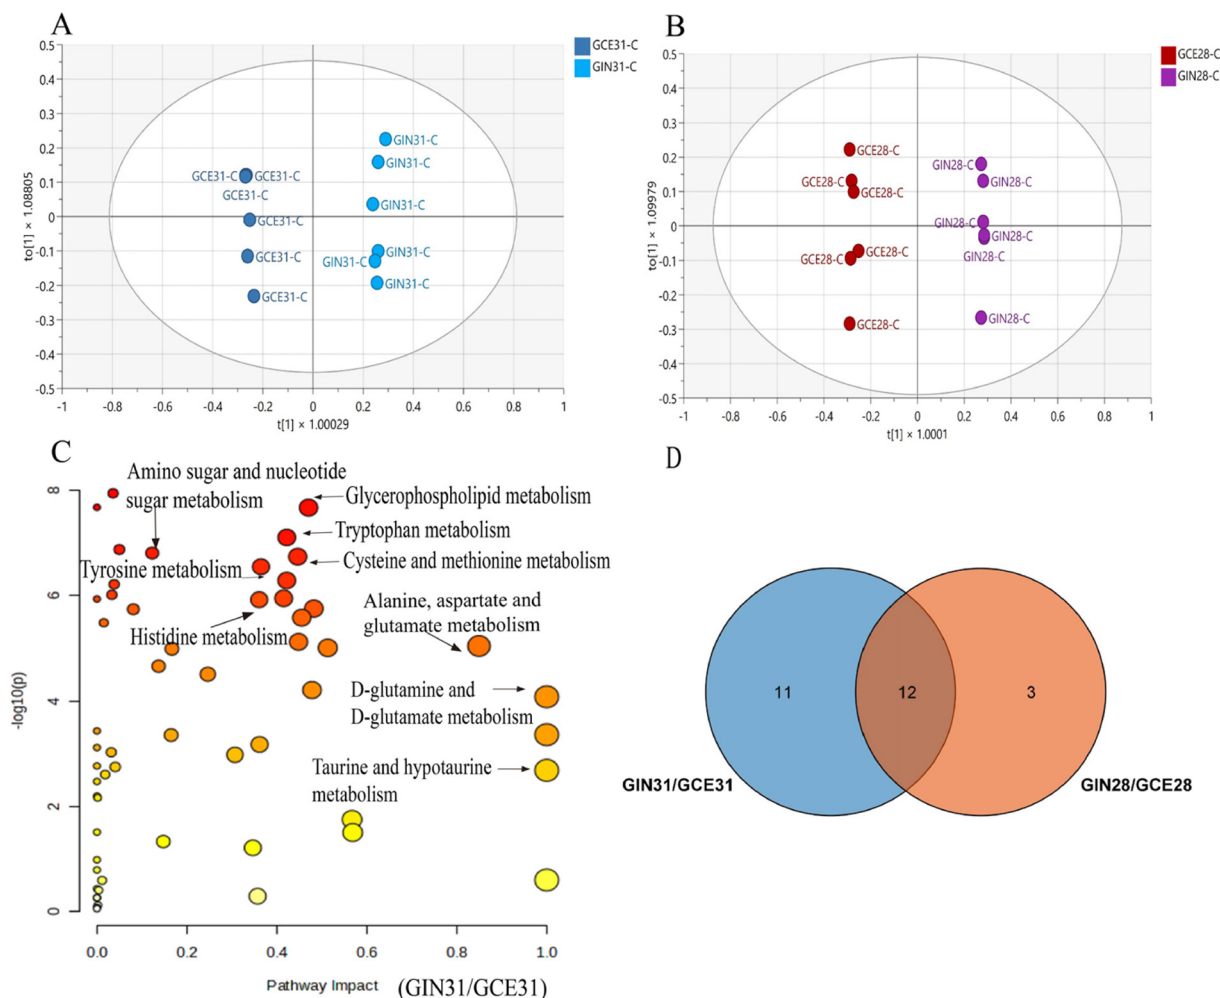 A
GCE31-C
GIN31-C
0.5
0.4
0.3
0.2
0.1
0
-0.1
-0.2
-0.3
-0.4
-0.5
to[1] × 1.08805
GIN31-C
GIN31-C
GCE31-C
GCE31-C
GCE31-C
GIN31-C
GCE31-C
GIN31-C
GCE31-C
GIN31-C
GIN31-C
GCE31-C
-1
-0.8
-0.6
-0.4
-0.2
0
0.2
0.4
0.6
0.8
1
t[1] × 1.00029
B
GCE28-C
GIN28-C
0.5
0.4
0.3
0.2
0.1
0
-0.1
-0.2
-0.3
-0.4
-0.5
to[1] × 1.09979
GCE28-C
GIN28-C
GCE28-C
GIN28-C
GCE28-C
GIN28-C
GIN28-C
GCE28-C
GIN28-C
GCE28-C
GIN28-C
GCE28-C
-1
-0.8
-0.6
-0.4
-0.2
0
0.2
0.4
0.6
0.8
1
t[1] × 1.0001
C
Amino sugar and nucleotide
sugar metabolism
Glycerophospholipid metabolism
Tryptophan metabolism
Cysteine and methionine metabolism
Tyrosine metabolism
Alanine, aspartate and
glutamate metabolism
Histidine metabolism
D-glutamine and
D-glutamate metabolism
Taurine and hypotaurine
metabolism
8
6
4
2
0
-log10(p)
0.0
0.2
0.4
0.6
0.8
1.0
Pathway Impact
(GIN31/GCE31)
D
11
12
3
GIN31/GCE31
GIN28/GCE28